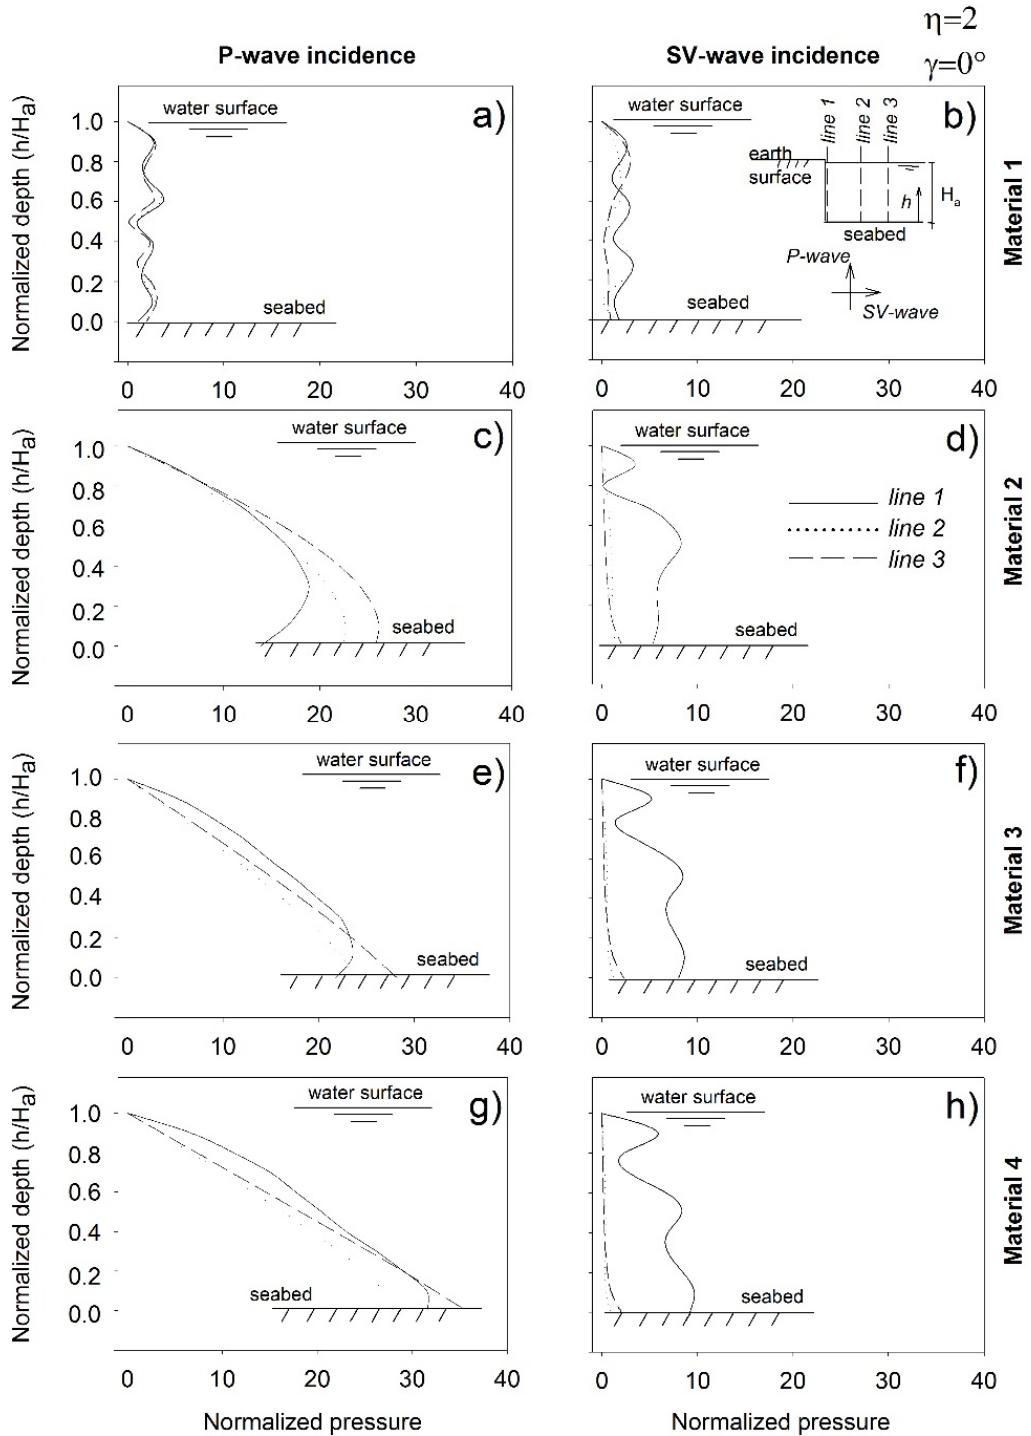 η=2
γ=0°
P-wave incidence
SV-wave incidence
Normalized depth (h/Ha)
1.0
0.8
0.6
0.4
0.2
0.0
water surface
a)
seabed
0 10 20 30 40
water surface
b)
line 1
line 2
line 3
earth
surface
h
Ha
seabed
P-wave
SV-wave
seabed
0 10 20 30 40
Material 1
Normalized depth (h/Ha)
1.0
0.8
0.6
0.4
0.2
0.0
water surface
c)
seabed
0 10 20 30 40
water surface
d)
line 1
line 2
line 3
seabed
0 10 20 30 40
Material 2
Normalized depth (h/Ha)
1.0
0.8
0.6
0.4
0.2
0.0
water surface
e)
seabed
0 10 20 30 40
water surface
f)
seabed
0 10 20 30 40
Material 3
Normalized depth (h/Ha)
1.0
0.8
0.6
0.4
0.2
0.0
water surface
g)
seabed
0 10 20 30 40
Normalized pressure
water surface
h)
seabed
0 10 20 30 40
Normalized pressure
Material 4